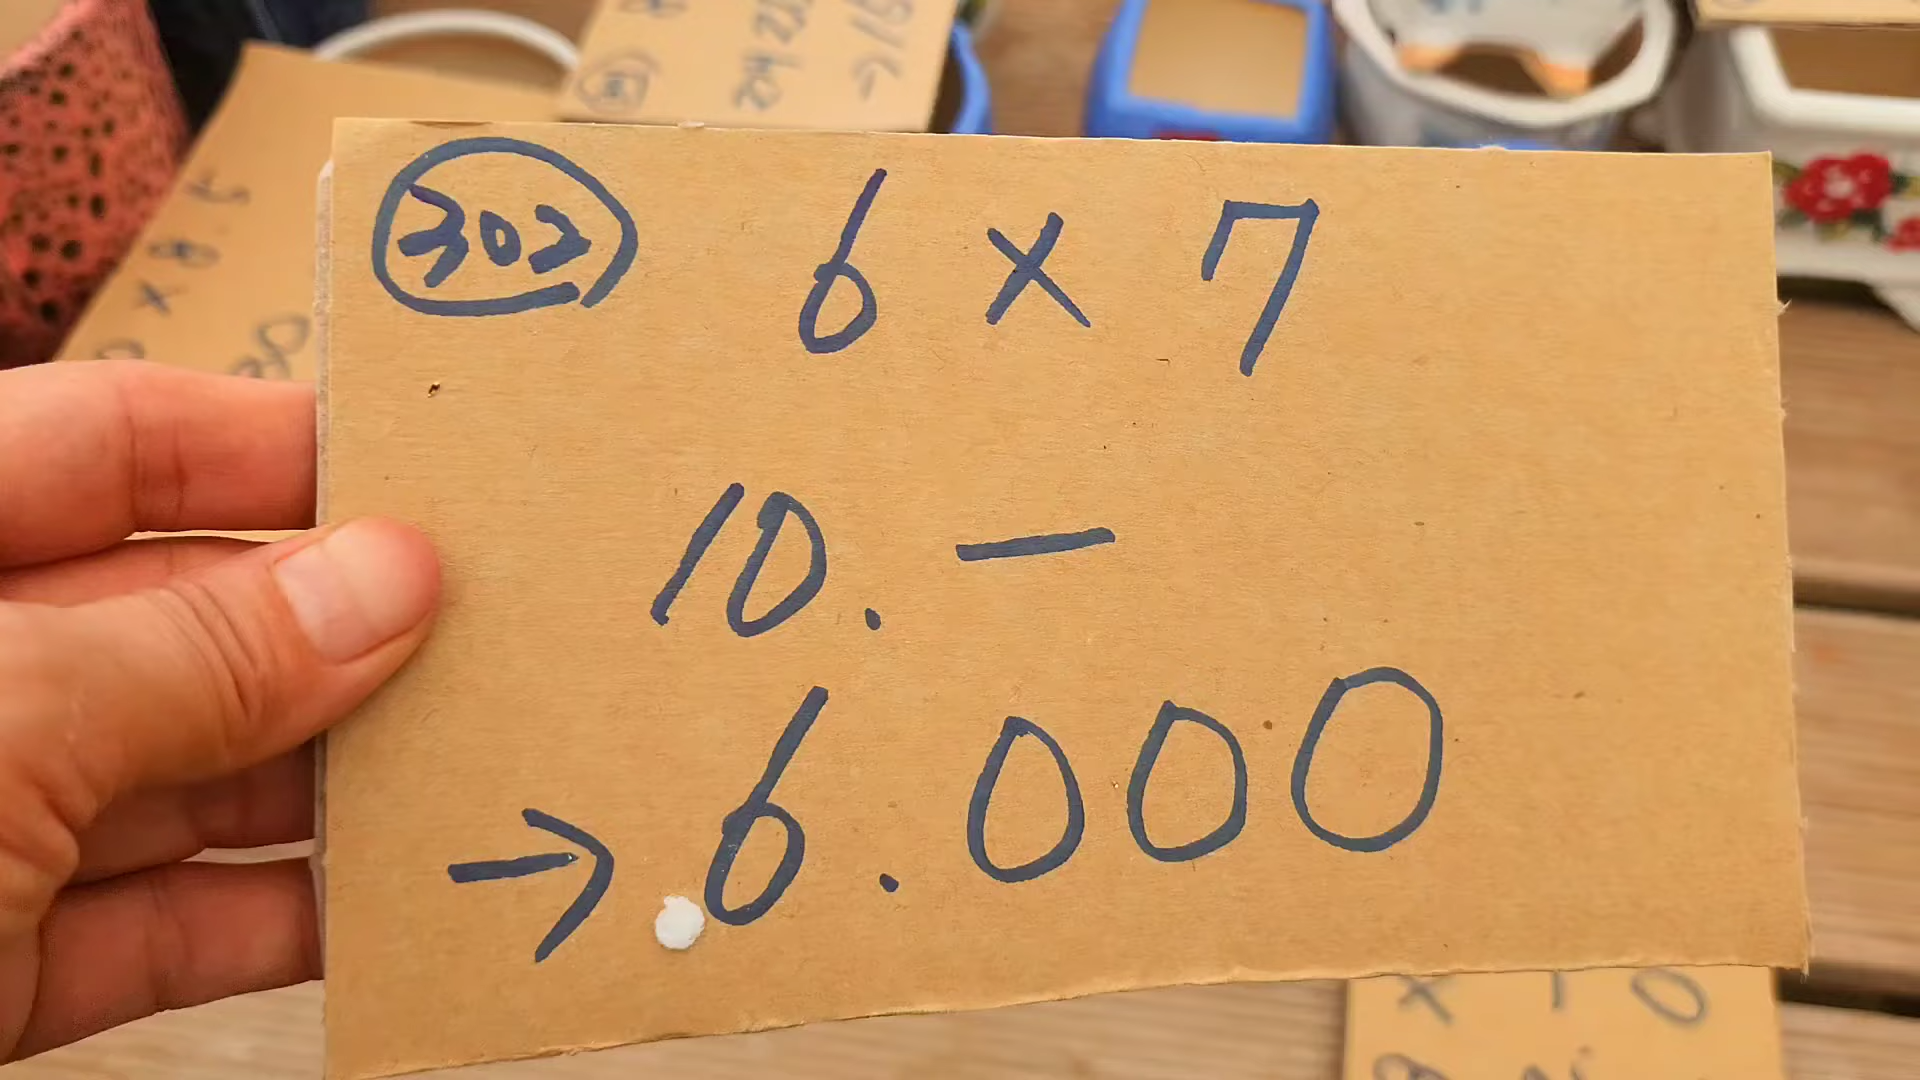 302 6 x 7
10. —
→ 6.000